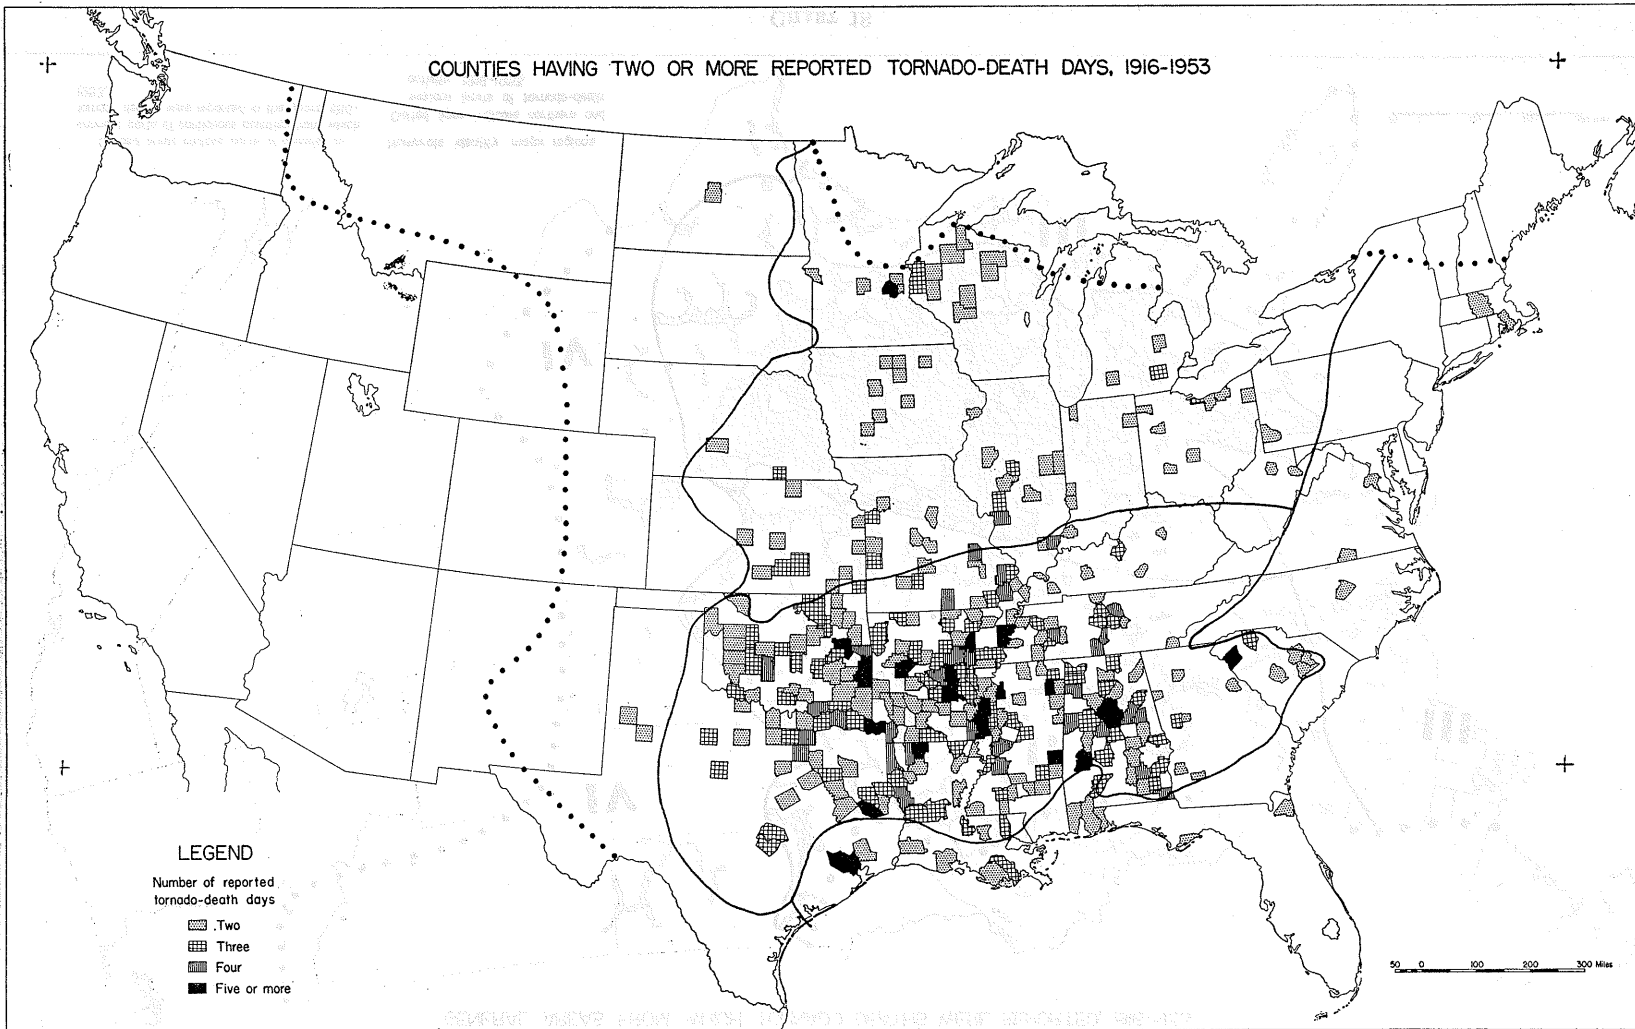 COUNTIES HAVING TWO OR MORE REPORTED TORNADO-DEATH DAYS, 1916-1953
LEGEND
Number of reported
tornado-death days
Two
Three
Four
Five or more
50 0 100 200 300 Miles